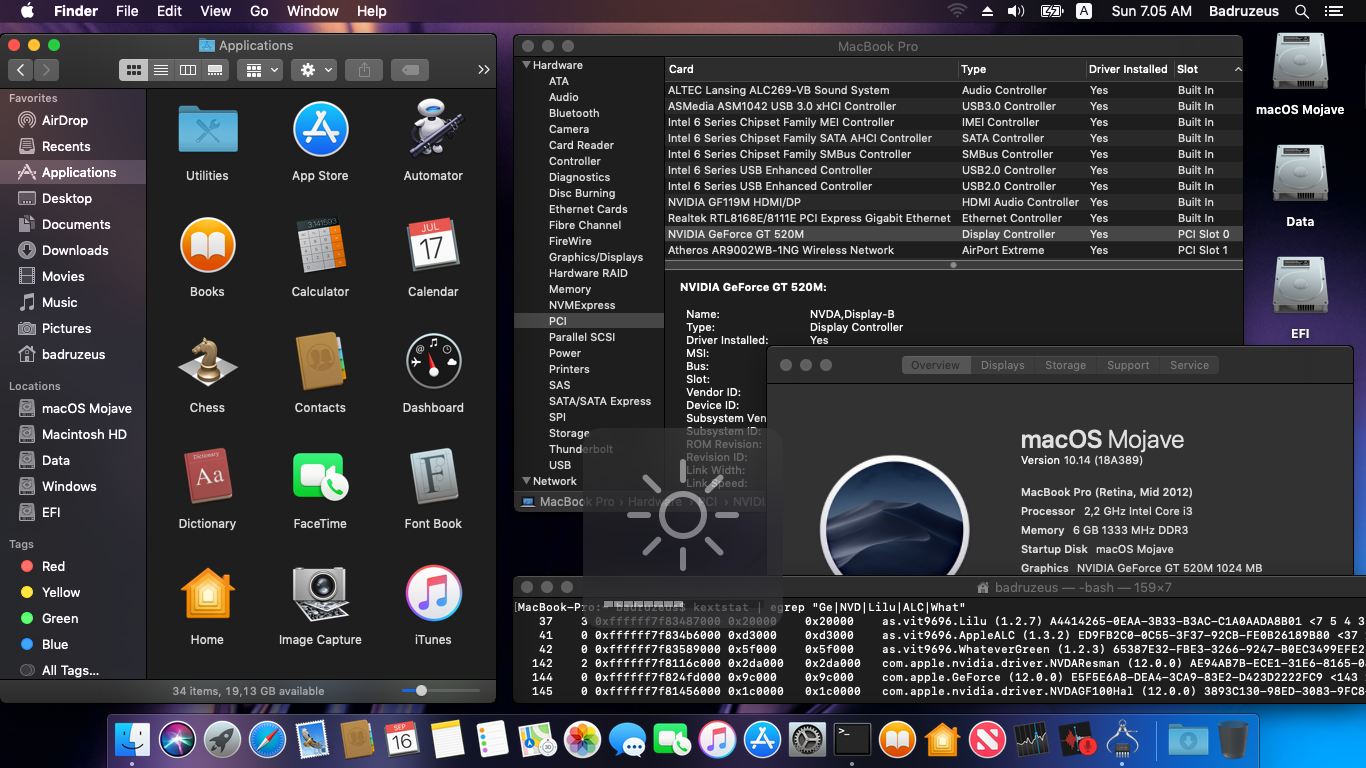 Finder File Edit View Go Window Help
A Sun 7.05 AM Badruzeus
Applications
Favorites
AirDrop
Recents
Applications
Desktop
Documents
Downloads
Movies
Music
Pictures
badruzeus
Locations
macOS Mojave
Macintosh HD
Data
Windows
EFI
Tags
Red
Yellow
Green
Blue
All Tags...
Utilities
App Store
Automator
Books
Calculator
JUL
17
Calendar
Chess
Contacts
Dashboard
Dictionary
Aa
Dictionary
FaceTime
F
Font Book
Home
Image Capture
iTunes
34 items, 19,13 GB available
MacBook Pro
Hardware
ATA
Audio
Bluetooth
Camera
Card Reader
Controller
Diagnostics
Disc Burning
Ethernet Cards
Fibre Channel
FireWire
Graphics/Displays
Hardware RAID
Memory
NVMExpress
PCI
Parallel SCSI
Power
Printers
SAS
SATA/SATA Express
SPI
Storage
Thunderbolt
USB
Network
Card Type Driver Installed Slot
ALTEC Lansing ALC269-VB Sound System Audio Controller Yes Built In
ASMedia ASM1042 USB 3.0 xHCI Controller USB3.0 Controller Yes Built In
Intel 6 Series Chipset Family MEI Controller IMEI Controller Yes Built In
Intel 6 Series Chipset Family SATA AHCI Controller SATA Controller Yes Built In
Intel 6 Series Chipset Family SMBus Controller SMBus Controller Yes Built In
Intel 6 Series USB Enhanced Controller USB2.0 Controller Yes Built In
Intel 6 Series USB Enhanced Controller USB2.0 Controller Yes Built In
NVIDIA GF119M HDMI/DP HDMI Audio Controller Yes Built In
Realtek RTL8168E/8111E PCI Express Gigabit Ethernet Ethernet Controller Yes Built In
NVIDIA GeForce GT 520M Display Controller Yes PCI Slot 0
Atheros AR9002WB-1NG Wireless Network AirPort Extreme Yes PCI Slot 1
NVIDIA GeForce GT 520M:
Name: NVDA,Display-B
Type: Display Controller
Driver Installed: Yes
MSI:
Bus:
Slot:
Vendor ID:
Device ID:
Subsystem Ven
Subsystem ID:
ROM Revision:
Revision ID:
Link Width:
Link Speed:
MacBook Pro › Hardware › PCI › NVIDI
Overview Displays Storage Support Service
macOS Mojave
Version 10.14 (18A389)
MacBook Pro (Retina, Mid 2012)
Processor 2,2 GHz Intel Core i3
Memory 6 GB 1333 MHz DDR3
Startup Disk macOS Mojave
Graphics NVIDIA GeForce GT 520M 1024 MB
badruzeus — -bash — 159×7
[MacBook-Pro:~ badruzeus$ kextstat | egrep "Ge|NVD|Lilu|ALC|What"
37 3 0xffffff7f83487000 0x20000 0x20000 as.vit9696.Lilu (1.2.7) A4414265-0EAA-3B33-B3AC-C1A0AADA8B01 <7 5 4 3
41 0 0xffffff7f834b6000 0xd3000 0xd3000 as.vit9696.AppleALC (1.3.2) ED9FB2C0-0C55-3F37-92CB-FE0B26189B80 <37
42 0 0xffffff7f83589000 0x5f000 0x5f000 as.vit9696.WhateverGreen (1.2.3) 65387E32-FBE3-3266-9247-B0EC3499EFE2
142 2 0xffffff7f8116c000 0x2da000 0x2da000 com.apple.nvidia.driver.NVDAResman (12.0.0) AE94AB7B-ECE1-31E6-8165-
144 0 0xffffff7f824fd000 0x9c000 0x9c000 com.apple.GeForce (12.0.0) E5F5E6A8-DEA4-3CA9-83E2-D423D2222FC9 <143
145 0 0xffffff7f81456000 0x1c0000 0x1c0000 com.apple.nvidia.driver.NVDAGF100Hal (12.0.0) 3893C130-98ED-3083-9FC8-
macOS Mojave
Data
EFI
SEP
16